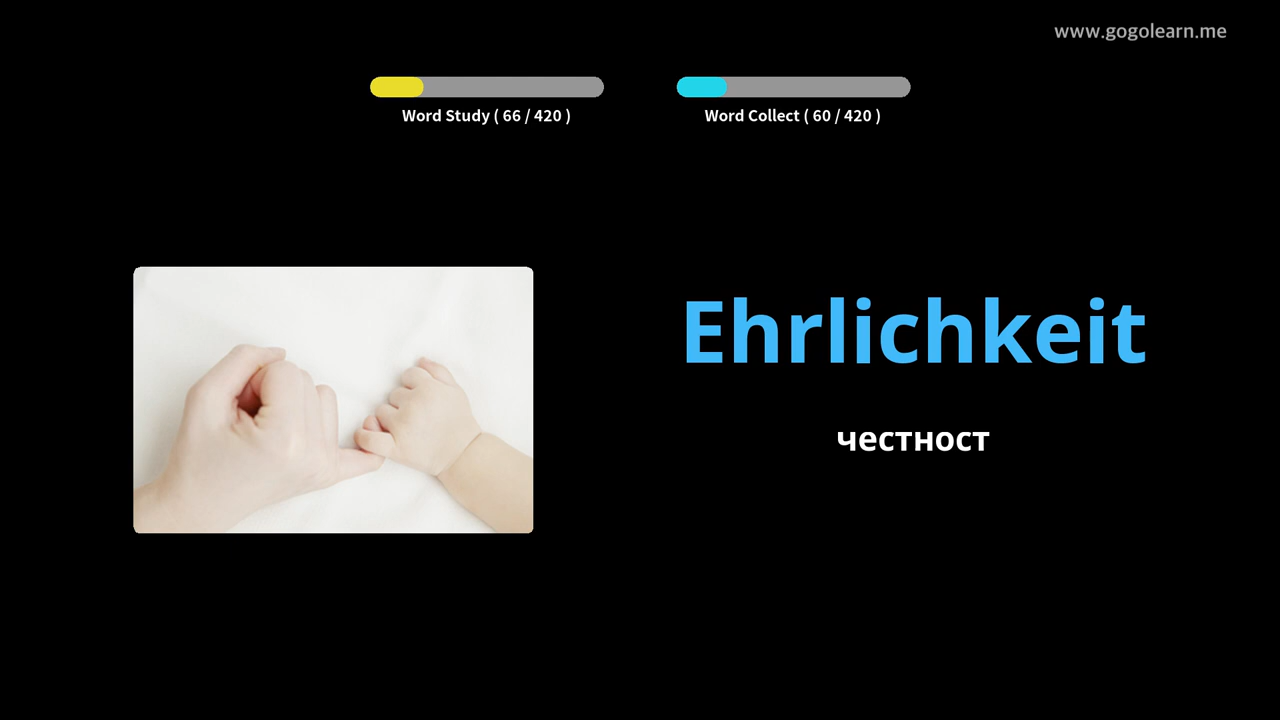 www.gogolearn.me
Word Study ( 66 / 420 )
Word Collect ( 60 / 420 )
Ehrlichkeit
честност